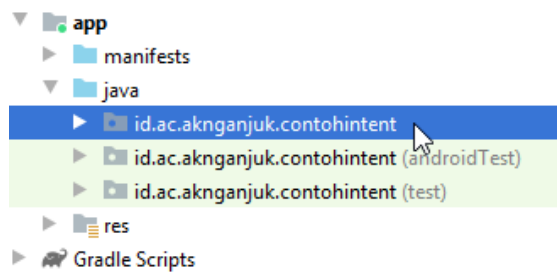 app
manifests
java
id.ac.aknganjuk.contohintent
id.ac.aknganjuk.contohintent (androidTest)
id.ac.aknganjuk.contohintent (test)
res
Gradle Scripts